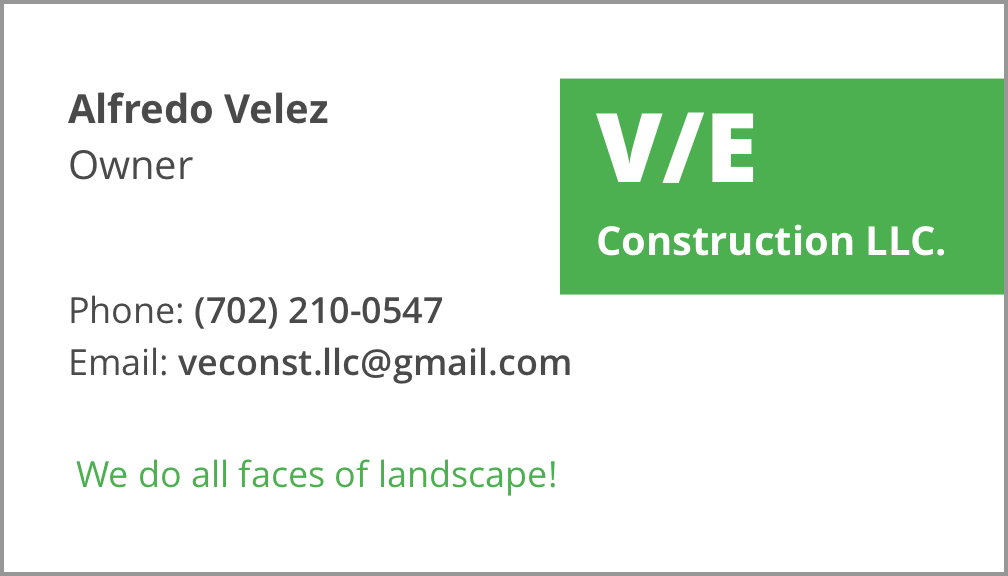 Alfredo Velez
Owner
V/E
Construction LLC.
Phone: (702) 210-0547
Email: veconst.llc@gmail.com
We do all faces of landscape!